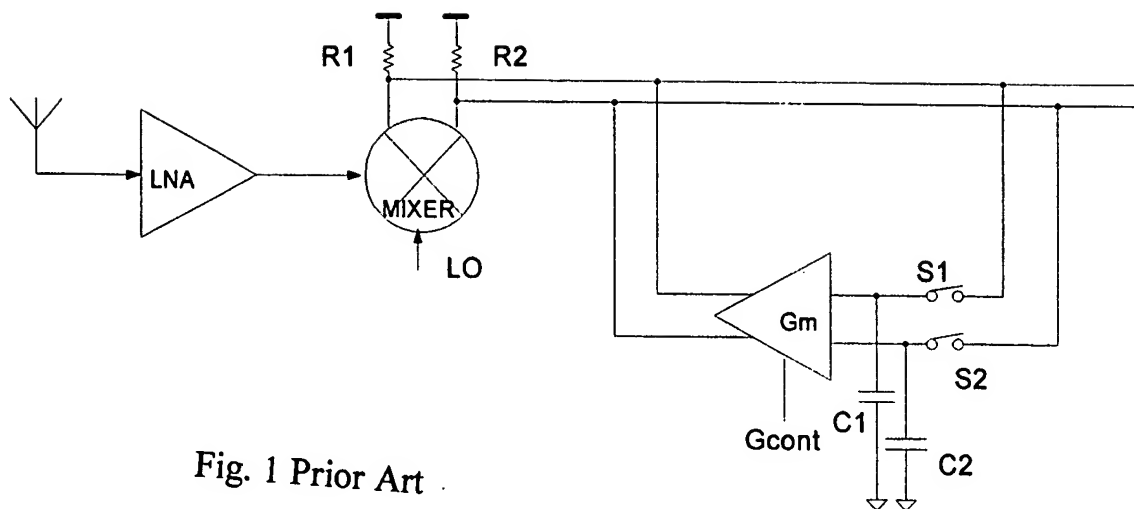 R1
R2
LNA
MIXER
LO
S1
Gm
S2
C1
Gcont
C2
Fig. 1 Prior Art